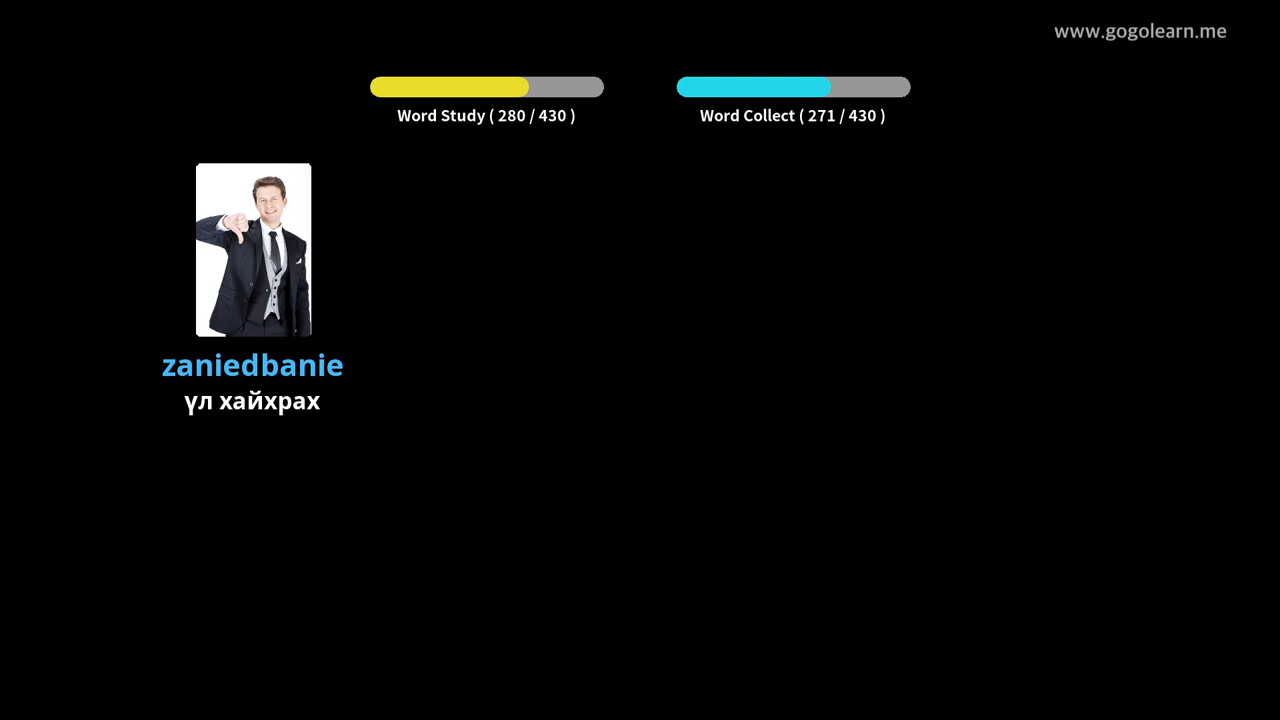 www.gogolearn.me
Word Study ( 280 / 430 )
Word Collect ( 271 / 430 )
zaniedbanie
үл хайхрах